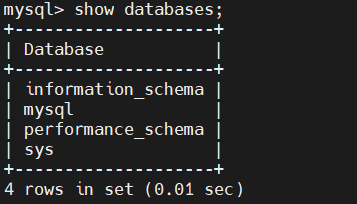 mysql> show databases;
+--------------------+
| Database           |
+--------------------+
| information_schema |
| mysql              |
| performance_schema |
| sys                |
+--------------------+
4 rows in set (0.01 sec)